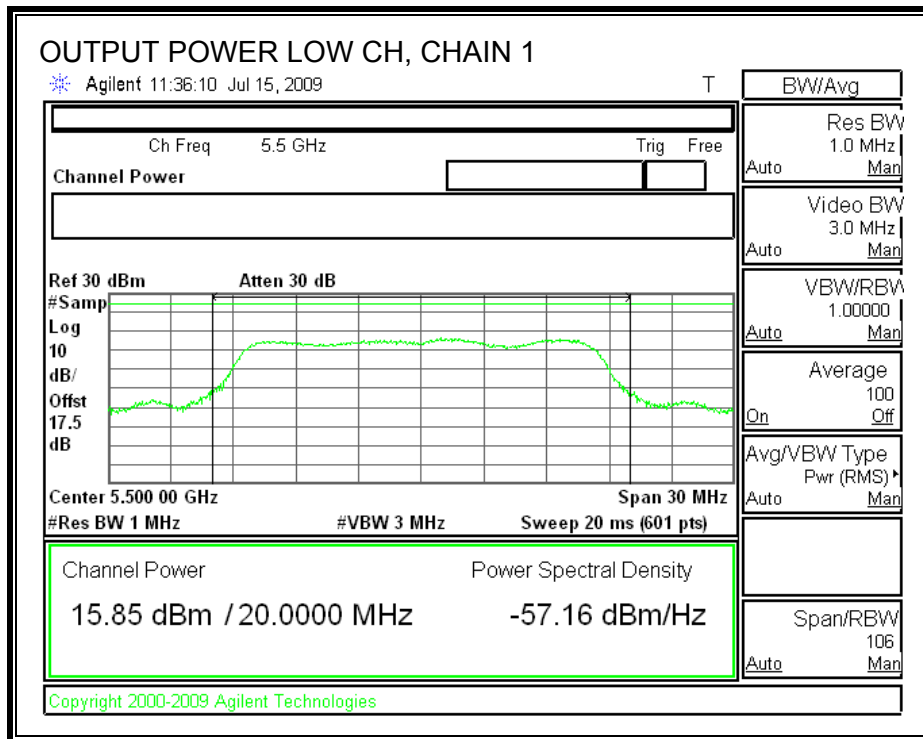 OUTPUT POWER LOW CH, CHAIN 1
Agilent 11:36:10 Jul 15, 2009 T
Ch Freq 5.5 GHz Trig Free
Channel Power
Ref 30 dBm Atten 30 dB
#Samp
Log
10
dB/
Offst
17.5
dB
Center 5.500 00 GHz Span 30 MHz
#Res BW 1 MHz #VBW 3 MHz Sweep 20 ms (601 pts)
Channel Power Power Spectral Density
15.85 dBm / 20.0000 MHz -57.16 dBm/Hz
Copyright 2000-2009 Agilent Technologies
BW/Avg
Res BW
1.0 MHz
Auto Man
Video BW
3.0 MHz
Auto Man
VBW/RBW
1.00000
Auto Man
Average
100
On Off
Avg/VBW Type
Pwr (RMS)
Auto Man
Span/RBW
106
Auto Man